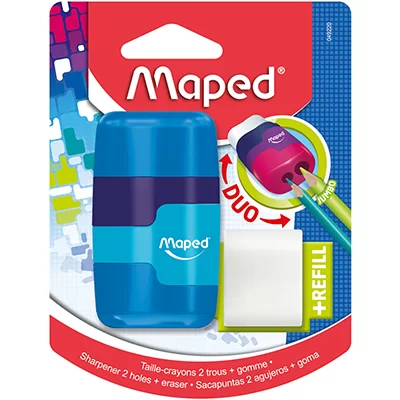 049220
Maped®
Maped
DUO
JUMBO
Maped
+REFILL
Taille-crayons 2 trous + gomme •
Sharpener 2 holes + eraser • Sacapuntas 2 agujeros + goma